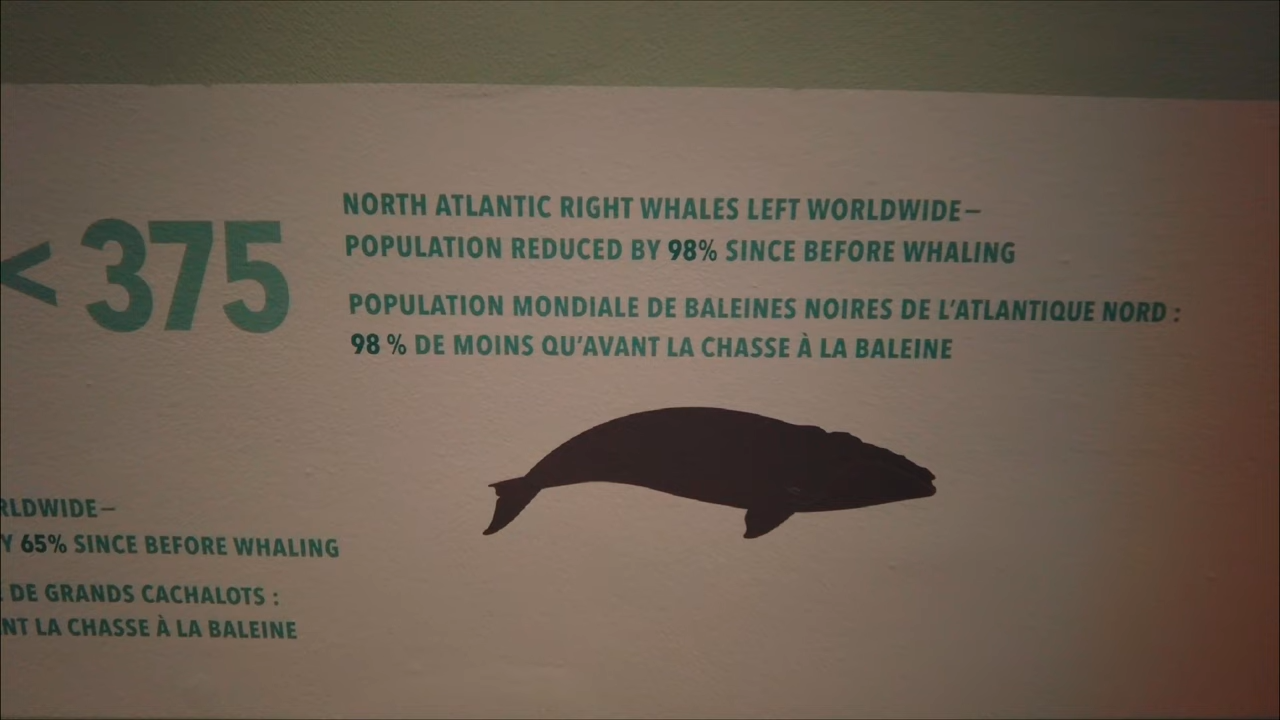 < 375
NORTH ATLANTIC RIGHT WHALES LEFT WORLDWIDE—
POPULATION REDUCED BY 98% SINCE BEFORE WHALING
POPULATION MONDIALE DE BALEINES NOIRES DE L'ATLANTIQUE NORD :
98 % DE MOINS QU'AVANT LA CHASSE À LA BALEINE
RLDWIDE—
Y 65% SINCE BEFORE WHALING
DE GRANDS CACHALOTS :
NT LA CHASSE À LA BALEINE